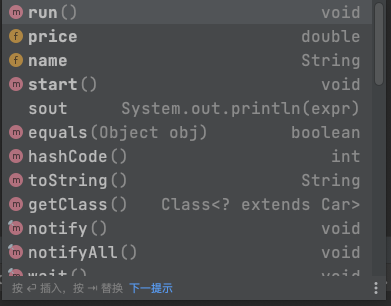 m run() void
f price double
f name String
m start() void
sout System.out.println(expr)
m equals(Object obj) boolean
m hashCode() int
m toString() String
m getClass() Class<? extends Car>
m notify() void
m notifyAll() void
m wait() void
按 ⏎ 插入，按 ⇥ 替换 下一提示